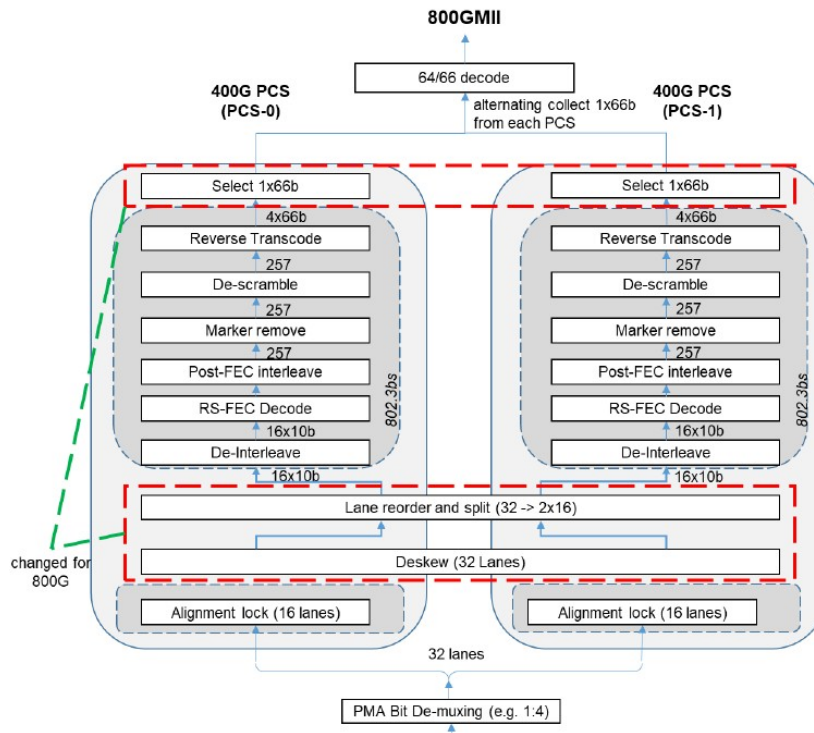 800GMII
64/66 decode
400G PCS
(PCS-0)
alternating collect 1x66b
from each PCS
400G PCS
(PCS-1)
Select 1x66b
Select 1x66b
4x66b
4x66b
Reverse Transcode
Reverse Transcode
257
257
De-scramble
De-scramble
257
257
Marker remove
Marker remove
257
257
Post-FEC interleave
Post-FEC interleave
RS-FEC Decode
RS-FEC Decode
802.3bs
802.3bs
16x10b
16x10b
De-Interleave
De-Interleave
16x10b
16x10b
Lane reorder and split (32 -> 2x16)
changed for
800G
Deskew (32 Lanes)
Alignment lock (16 lanes)
Alignment lock (16 lanes)
32 lanes
PMA Bit De-muxing (e.g. 1:4)